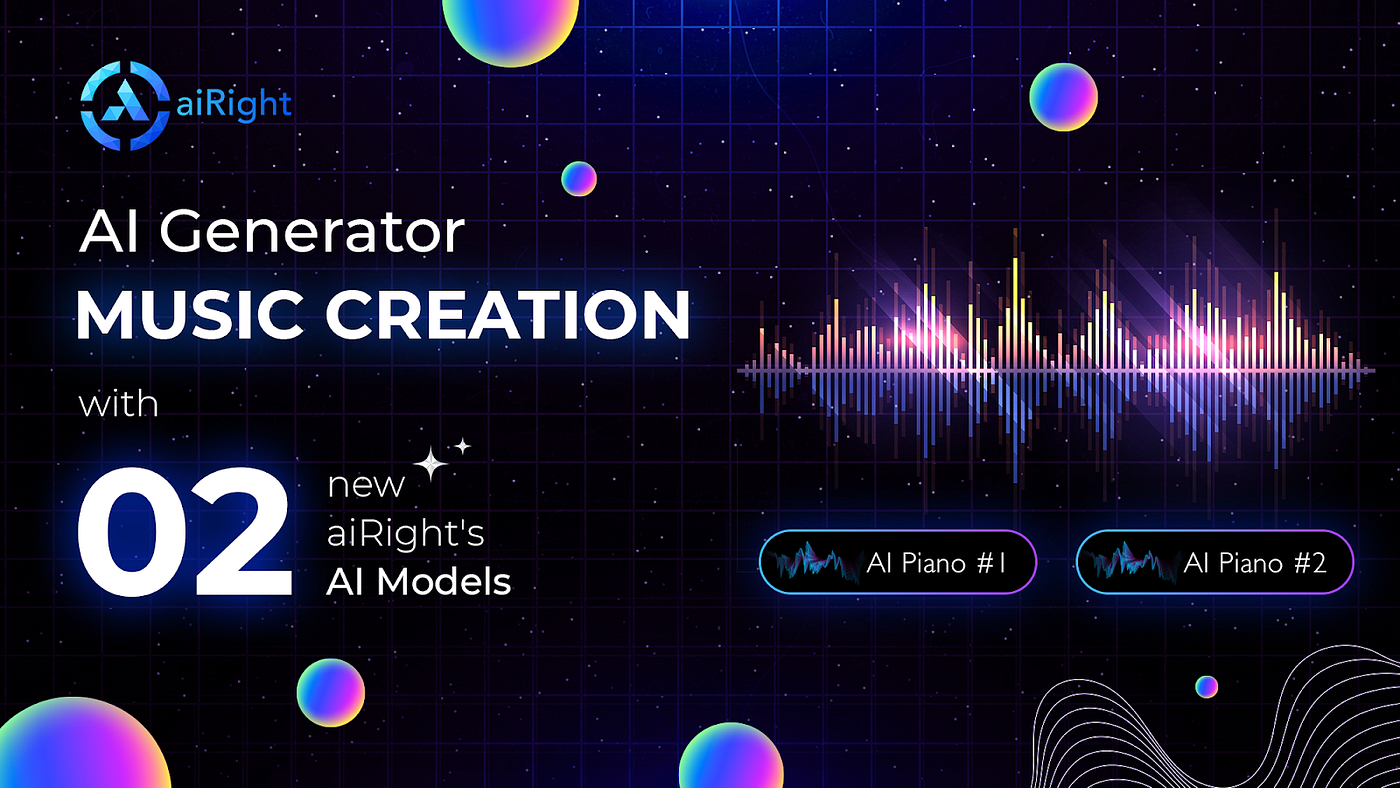 aiRight
AI Generator
MUSIC CREATION
with
02
new
aiRight's
AI Models
AI Piano #1
AI Piano #2